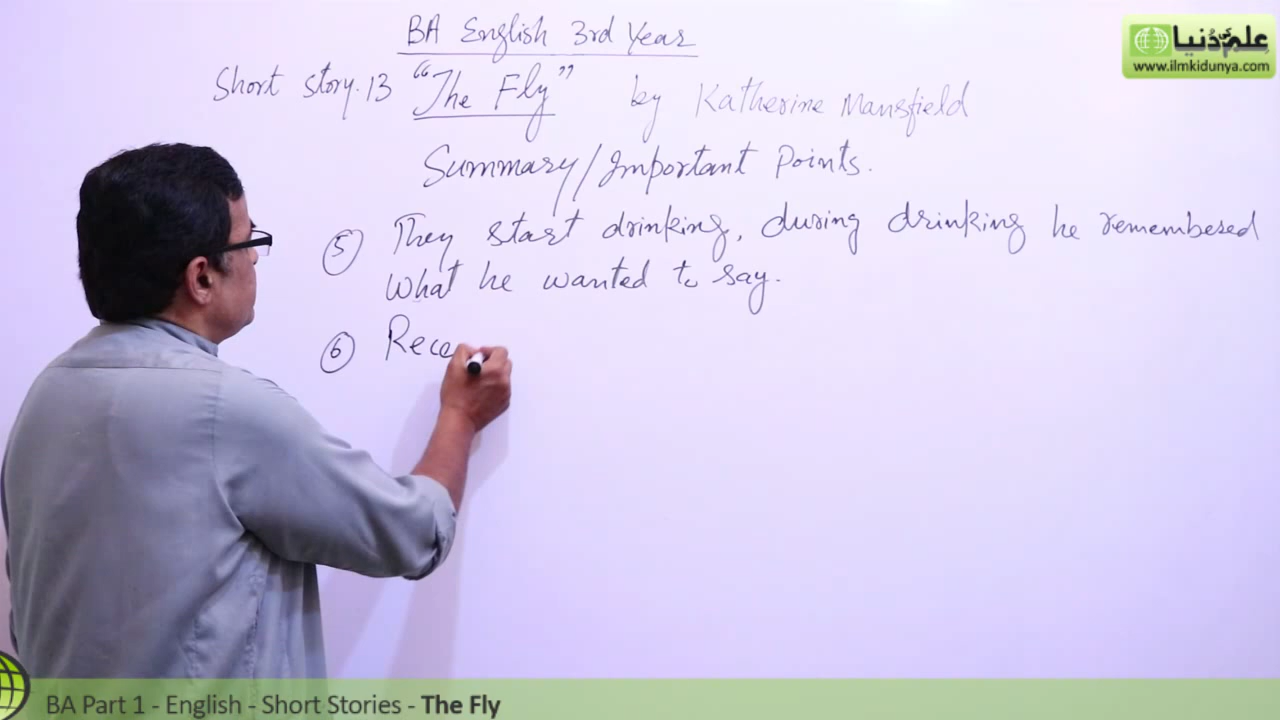 BA English 3rd Year
Short story.13 "The Fly" by Katherine Mansfield
Summary/Important Points.
⑤ They start drinking, during drinking he remembered
what he wanted to say.
⑥ Rece
علم کی دنیا
www.ilmkidunya.com
BA Part 1 - English - Short Stories - The Fly